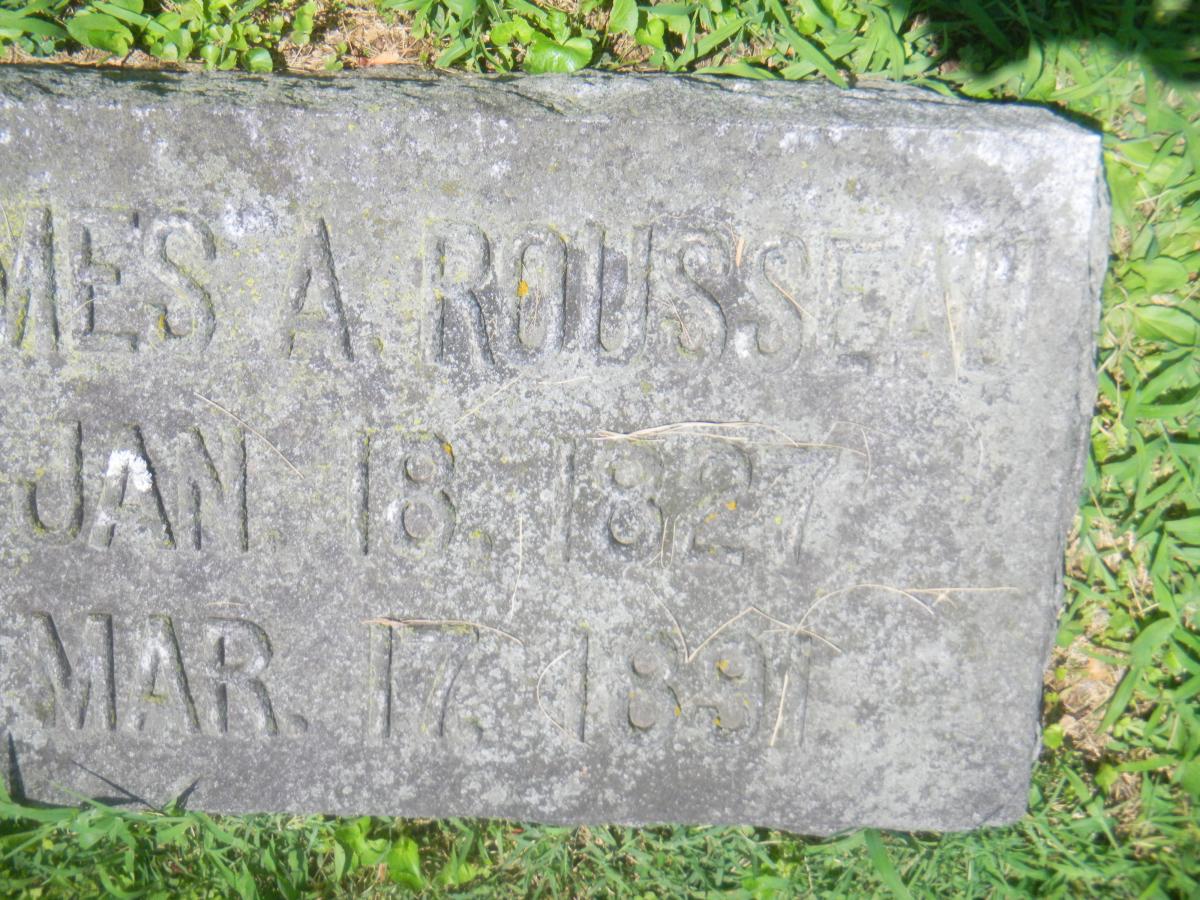 MES A. ROUSSEAU
JAN 18. 1827
MAR. 17. 1891